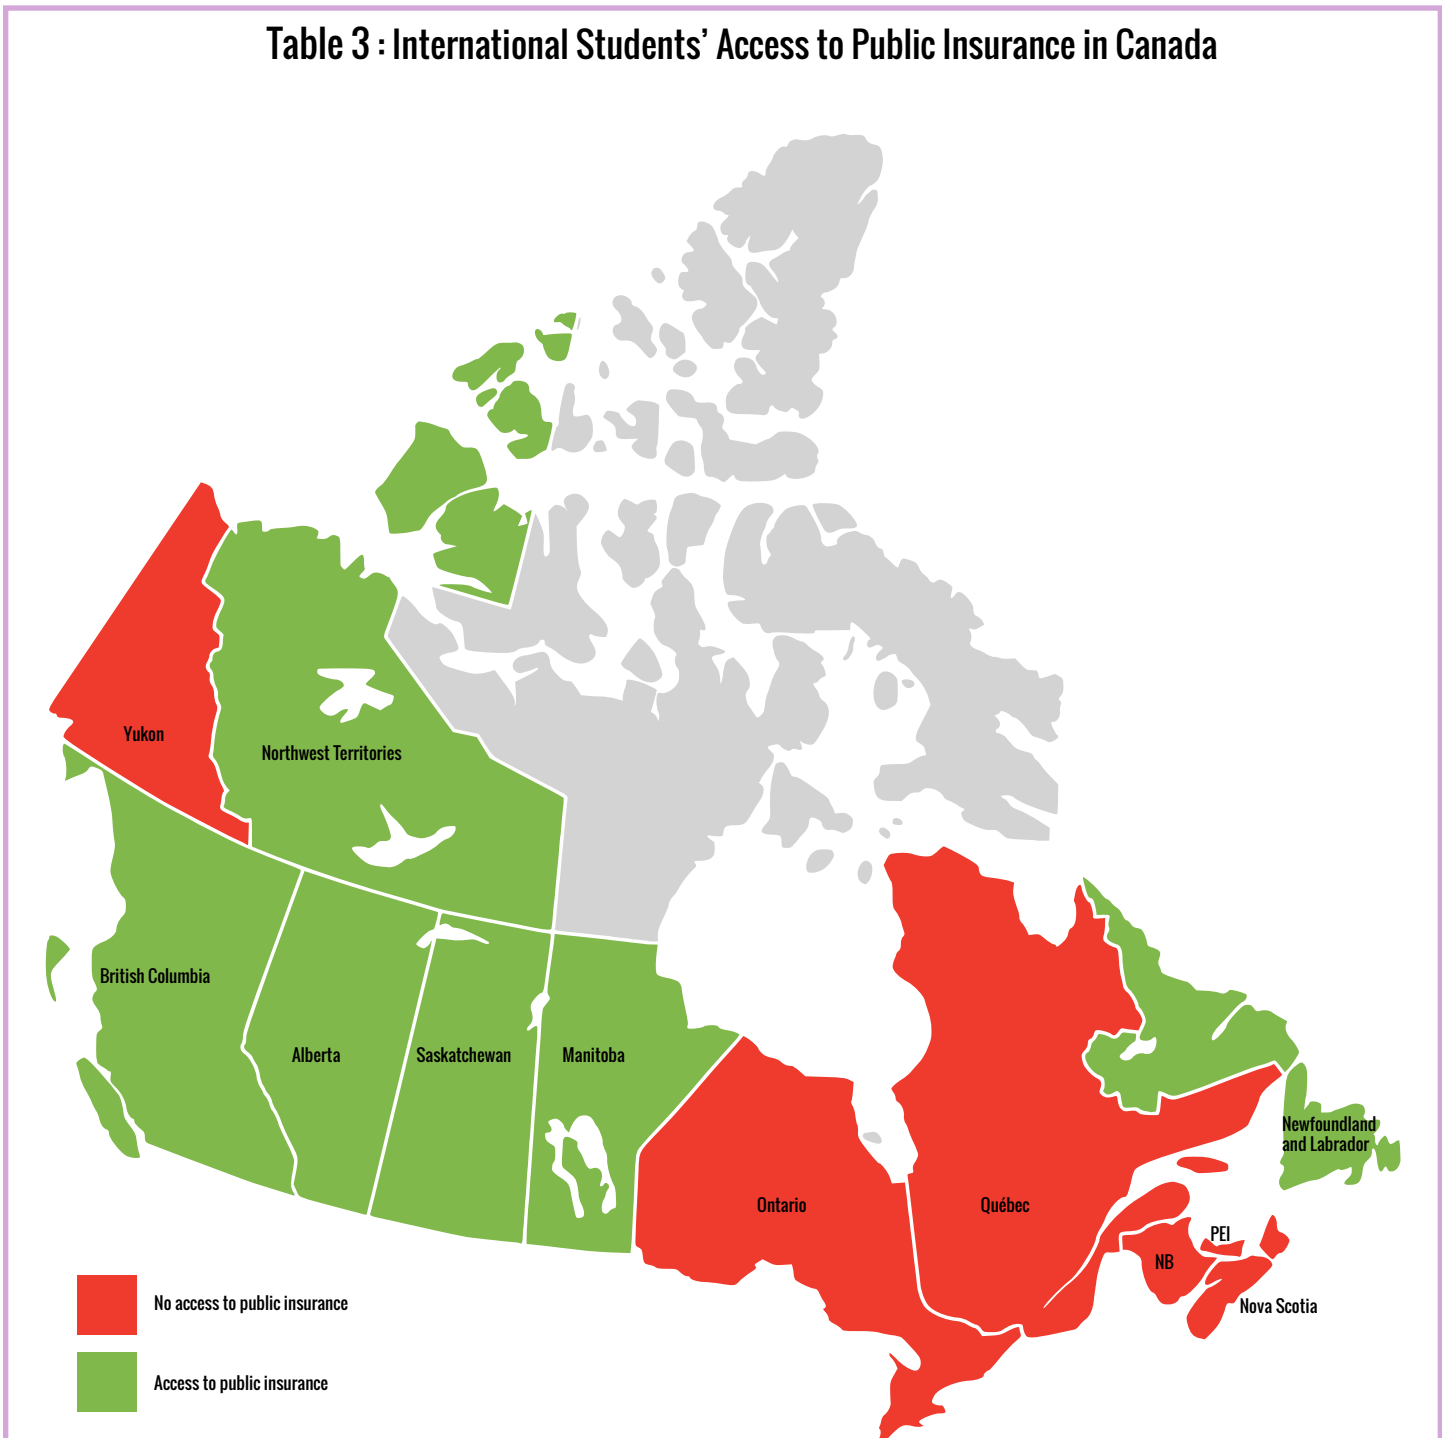 Table 3 : International Students’ Access to Public Insurance in Canada
Yukon
Northwest Territories
British Columbia
Alberta
Saskatchewan
Manitoba
Newfoundland
and Labrador
Ontario
Québec
PEI
NB
Nova Scotia
No access to public insurance
Access to public insurance